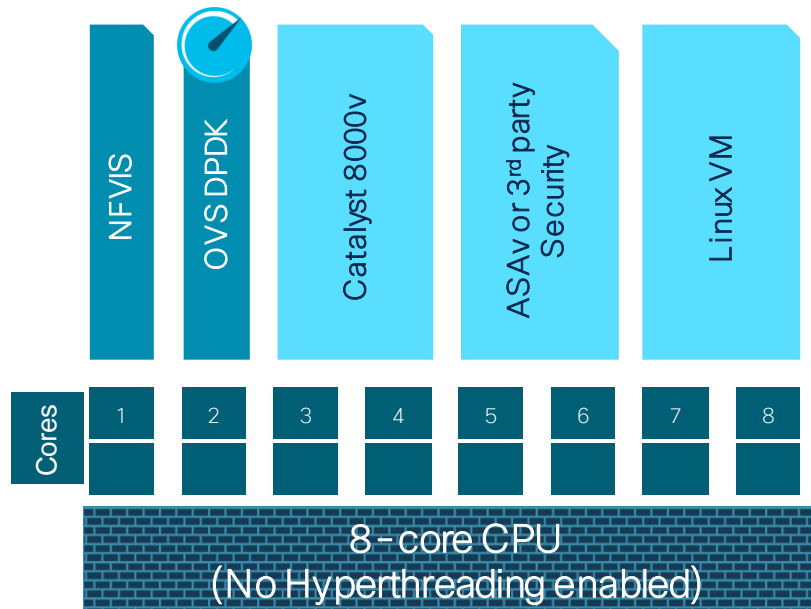 NFVIS
OVS DPDK
Catalyst 8000v
ASAv or 3rd party
Security
Linux VM
Cores
1
2
3
4
5
6
7
8
8-core CPU
(No Hyperthreading enabled)